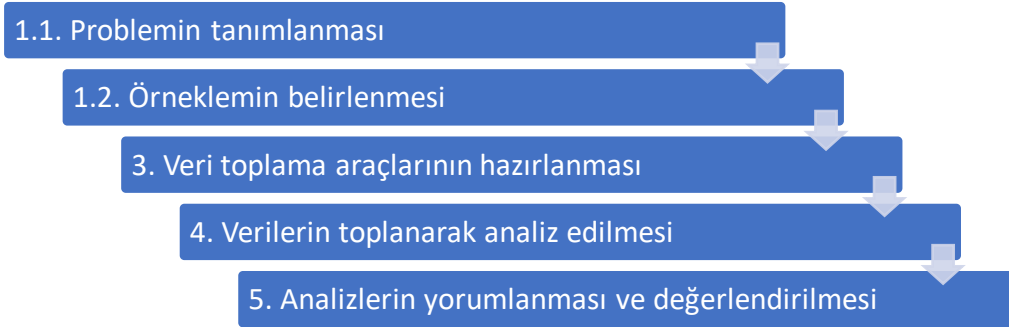 1.1. Problemin tanımlanması
1.2. Örneklemin belirlenmesi
3. Veri toplama araçlarının hazırlanması
4. Verilerin toplanarak analiz edilmesi
5. Analizlerin yorumlanması ve değerlendirilmesi